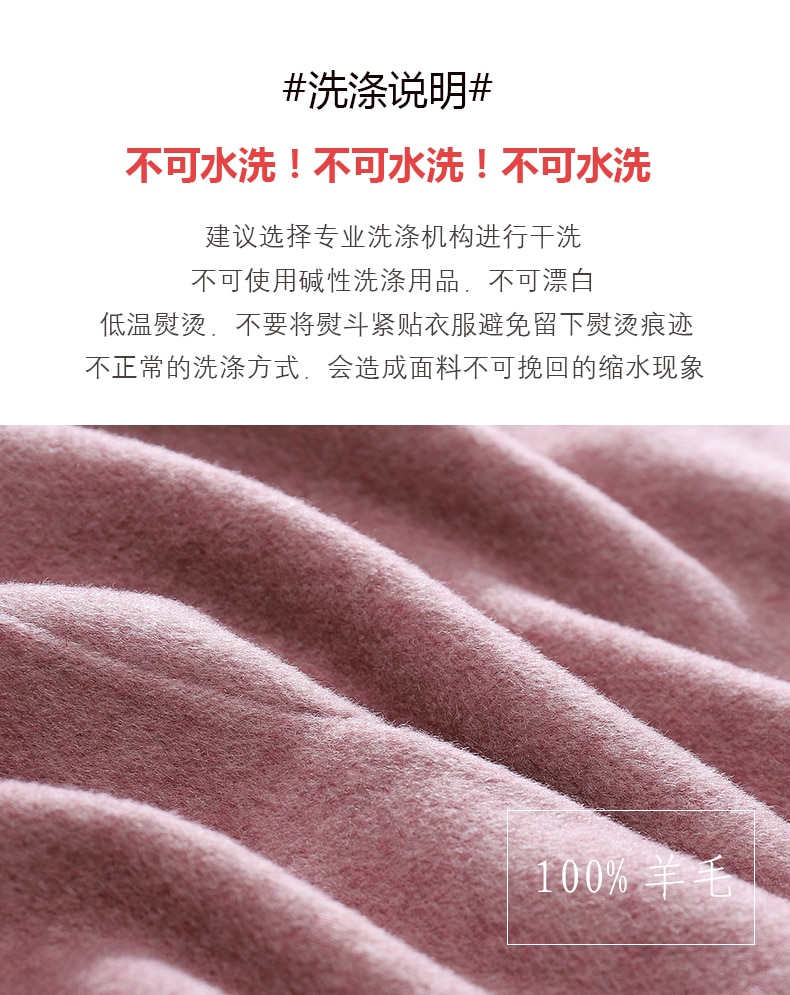 #洗涤说明#
不可水洗！不可水洗！不可水洗
建议选择专业洗涤机构进行干洗
不可使用碱性洗涤用品，不可漂白
低温熨烫，不要将熨斗紧贴衣服避免留下熨烫痕迹
不正常的洗涤方式，会造成面料不可挽回的缩水现象
100% 羊毛